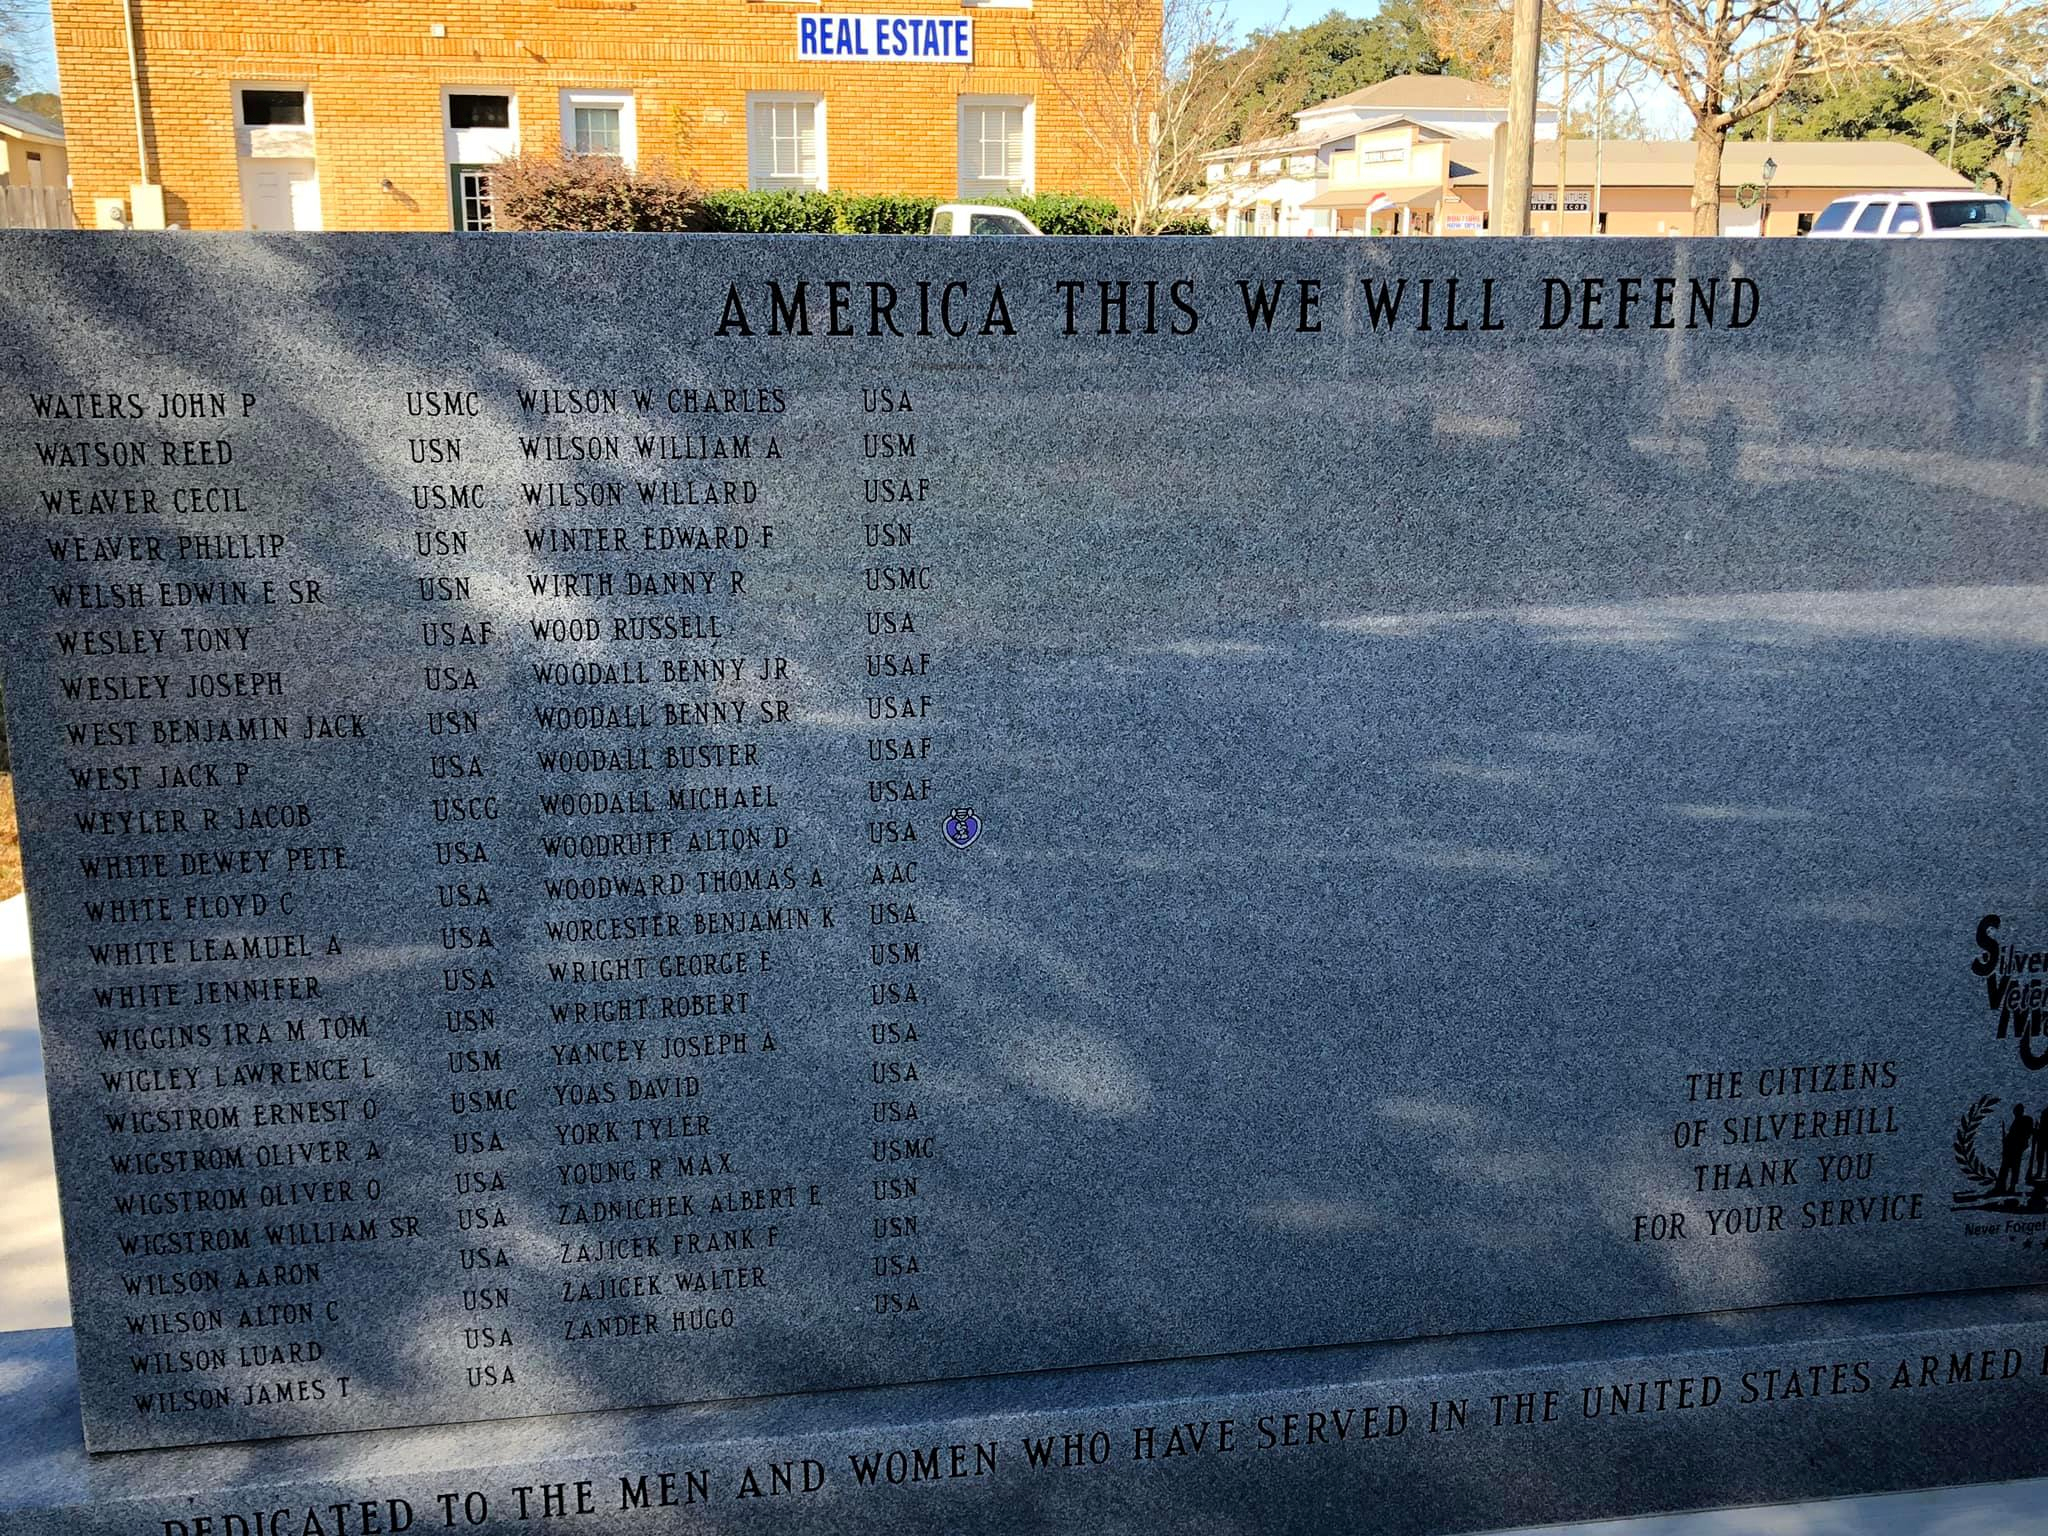 REAL ESTATE
HILL FURNITURE
NOW OPEN
AMERICA THIS WE WILL DEFEND
WATERS JOHN P USMC
WATSON REED USN
WEAVER CECIL USMC
WEAVER PHILLIP USN
WELSH EDWIN E SR USN
WESLEY TONY USAF
WESLEY JOSEPH USA
WEST BENJAMIN JACK USN
WEST JACK P USA
WEYLER R JACOB USCG
WHITE DEWEY PETE USA
WHITE FLOYD C USA
WHITE LEAMUEL A USA
WHITE JENNIFER USA
WIGGINS IRA M TOM USN
WIGLEY LAWRENCE L USM
WIGSTROM ERNEST O USMC
WIGSTROM OLIVER A USA
WIGSTROM OLIVER O USA
WIGSTROM WILLIAM SR USA
WILSON AARON USA
WILSON ALTON C USN
WILSON LUARD USA
WILSON JAMES T USA
WILSON W CHARLES USA
WILSON WILLIAM A USM
WILSON WILLARD USAF
WINTER EDWARD F USN
WIRTH DANNY R USMC
WOOD RUSSELL USA
WOODALL BENNY JR USAF
WOODALL BENNY SR USAF
WOODALL BUSTER USAF
WOODALL MICHAEL USAF
WOODRUFF ALTON D USA
WOODWARD THOMAS A AAC
WORCESTER BENJAMIN K USA
WRIGHT GEORGE E USM
WRIGHT ROBERT USA
YANCEY JOSEPH A USA
YOAS DAVID USA
YORK TYLER USA
YOUNG R MAX USMC
ZADNICHEK ALBERT E USN
ZAJICEK FRANK F USN
ZAJICEK WALTER USA
ZANDER HUGO USA
THE CITIZENS
OF SILVERHILL
THANK YOU
FOR YOUR SERVICE
Silver
Veter
Never Forget
DEDICATED TO THE MEN AND WOMEN WHO HAVE SERVED IN THE UNITED STATES ARMED